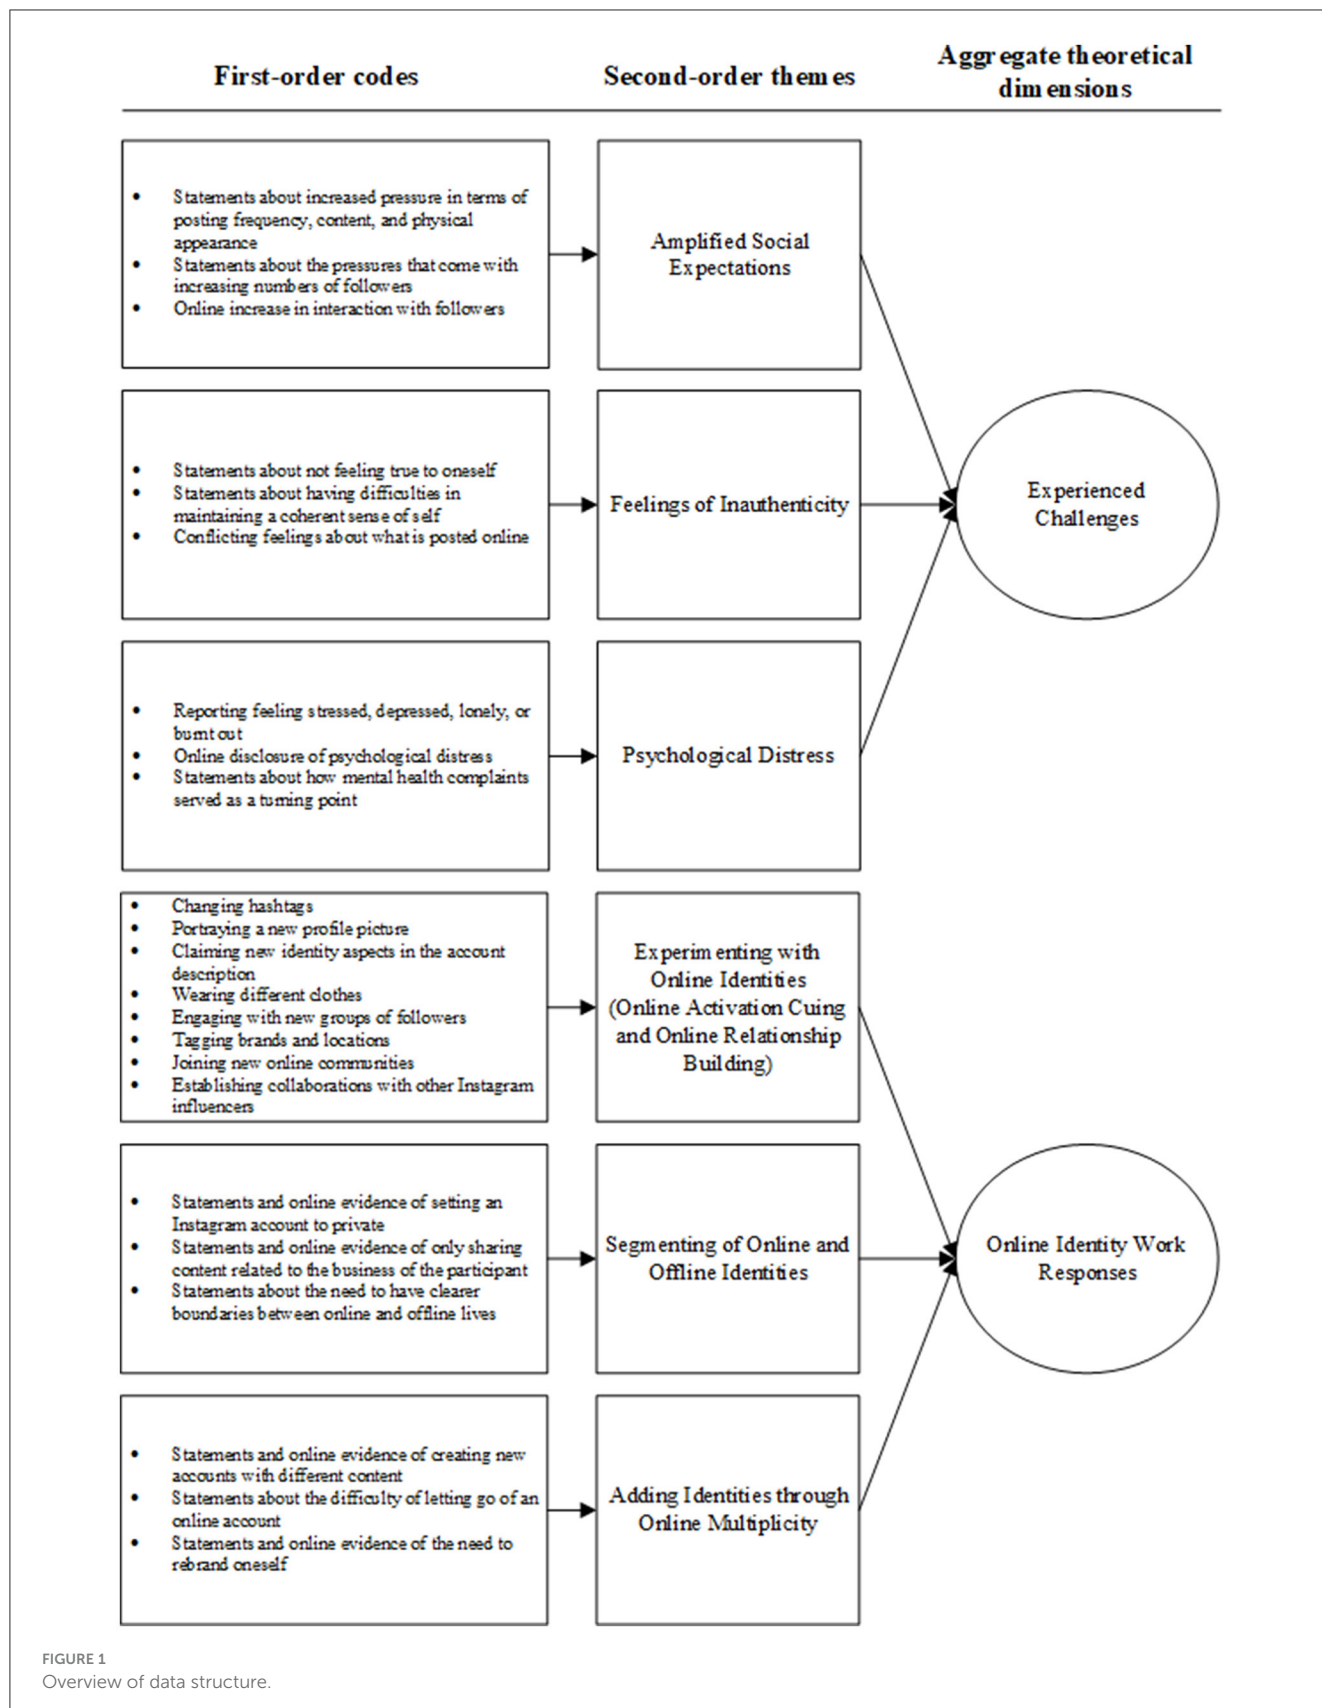 First-order codes
Second-order themes
Aggregate theoretical
dimensions
• Statements about increased pressure in terms of
posting frequency, content, and physical
appearance
• Statements about the pressures that come with
increasing numbers of followers
• Online increase in interaction with followers
Amplified Social
Expectations
• Statements about not feeling true to oneself
• Statements about having difficulties in
maintaining a coherent sense of self
• Conflicting feelings about what is posted online
Feelings of Inauthenticity
Experienced
Challenges
• Reporting feeling stressed, depressed, lonely, or
burnt out
• Online disclosure of psychological distress
• Statements about how mental health complaints
served as a turning point
Psychological Distress
• Changing hashtags
• Portraying a new profile picture
• Claiming new identity aspects in the account
description
• Wearing different clothes
• Engaging with new groups of followers
• Tagging brands and locations
• Joining new online communities
• Establishing collaborations with other Instagram
influencers
Experimenting with
Online Identities
(Online Activation Cuing
and Online Relationship
Building)
• Statements and online evidence of setting an
Instagram account to private
• Statements and online evidence of only sharing
content related to the business of the participant
• Statements about the need to have clearer
boundaries between online and offline lives
Segmenting of Online and
Offline Identities
Online Identity Work
Responses
• Statements and online evidence of creating new
accounts with different content
• Statements about the difficulty of letting go of an
online account
• Statements and online evidence of the need to
rebrand oneself
Adding Identities through
Online Multiplicity
FIGURE 1
Overview of data structure.